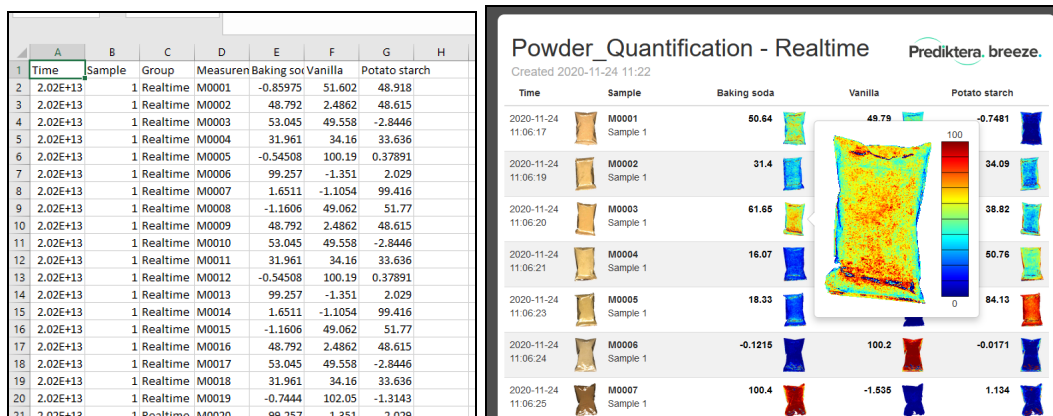 A B C D E F G H
1 Time Sample Group Measuren Baking soc Vanilla Potato starch
2 2.02E+13 1 Realtime M0001 -0.85975 51.602 48.918
3 2.02E+13 1 Realtime M0002 48.792 2.4862 48.615
4 2.02E+13 1 Realtime M0003 53.045 49.558 -2.8446
5 2.02E+13 1 Realtime M0004 31.961 34.16 33.636
6 2.02E+13 1 Realtime M0005 -0.54508 100.19 0.37891
7 2.02E+13 1 Realtime M0006 99.257 -1.351 2.029
8 2.02E+13 1 Realtime M0007 1.6511 -1.1054 99.416
9 2.02E+13 1 Realtime M0008 -1.1606 49.062 51.77
10 2.02E+13 1 Realtime M0009 48.792 2.4862 48.615
11 2.02E+13 1 Realtime M0010 53.045 49.558 -2.8446
12 2.02E+13 1 Realtime M0011 31.961 34.16 33.636
13 2.02E+13 1 Realtime M0012 -0.54508 100.19 0.37891
14 2.02E+13 1 Realtime M0013 99.257 -1.351 2.029
15 2.02E+13 1 Realtime M0014 1.6511 -1.1054 99.416
16 2.02E+13 1 Realtime M0015 -1.1606 49.062 51.77
17 2.02E+13 1 Realtime M0016 48.792 2.4862 48.615
18 2.02E+13 1 Realtime M0017 53.045 49.558 -2.8446
19 2.02E+13 1 Realtime M0018 31.961 34.16 33.636
20 2.02E+13 1 Realtime M0019 -0.7444 102.05 -1.3143
21 2.02E+13 1 Realtime M0020 99.257 -1.351 2.029
Powder_Quantification - Realtime Prediktera. breeze.
Created 2020-11-24 11:22
Time Sample Baking soda Vanilla Potato starch
2020-11-24 M0001 50.64 49.79 -0.7481
11:06:17 Sample 1
100
2020-11-24 M0002 31.4 34.09
11:06:19 Sample 1
2020-11-24 M0003 61.65 38.82
11:06:20 Sample 1
2020-11-24 M0004 16.07 50.76
11:06:21 Sample 1
2020-11-24 M0005 18.33 84.13
11:06:23 Sample 1
0
2020-11-24 M0006 -0.1215 100.2 -0.0171
11:06:24 Sample 1
2020-11-24 M0007 100.4 -1.535 1.134
11:06:25 Sample 1